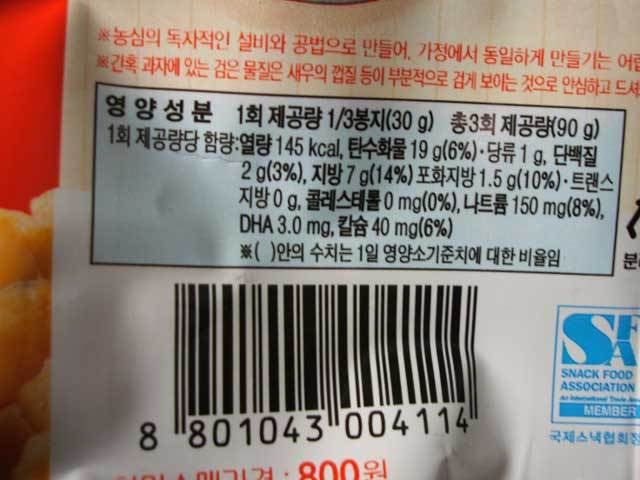 ※농심의 독자적인 설비와 공법으로 만들어, 가정에서 동일하게 만들기는 어렵
※간혹 과자에 있는 검은 물질은 새우의 껍질 등이 부분적으로 검게 보이는 것으로 안심하고 드셔
영양성분 1회 제공량 1/3봉지(30 g) 총3회 제공량(90 g)
1회 제공량당 함량:열량 145 kcal, 탄수화물 19 g(6%)·당류 1 g, 단백질
2 g(3%), 지방 7 g(14%) 포화지방 1.5 g(10%)·트랜스
지방 0 g, 콜레스테롤 0 mg(0%), 나트륨 150 mg(8%),
DHA 3.0 mg, 칼슘 40 mg(6%)
※( )안의 수치는 1일 영양소기준치에 대한 비율임
분
SFA
SNACK FOOD
ASSOCIATION
An International Trade
MEMBER
국제스낵협회
8 801043 004114
800원